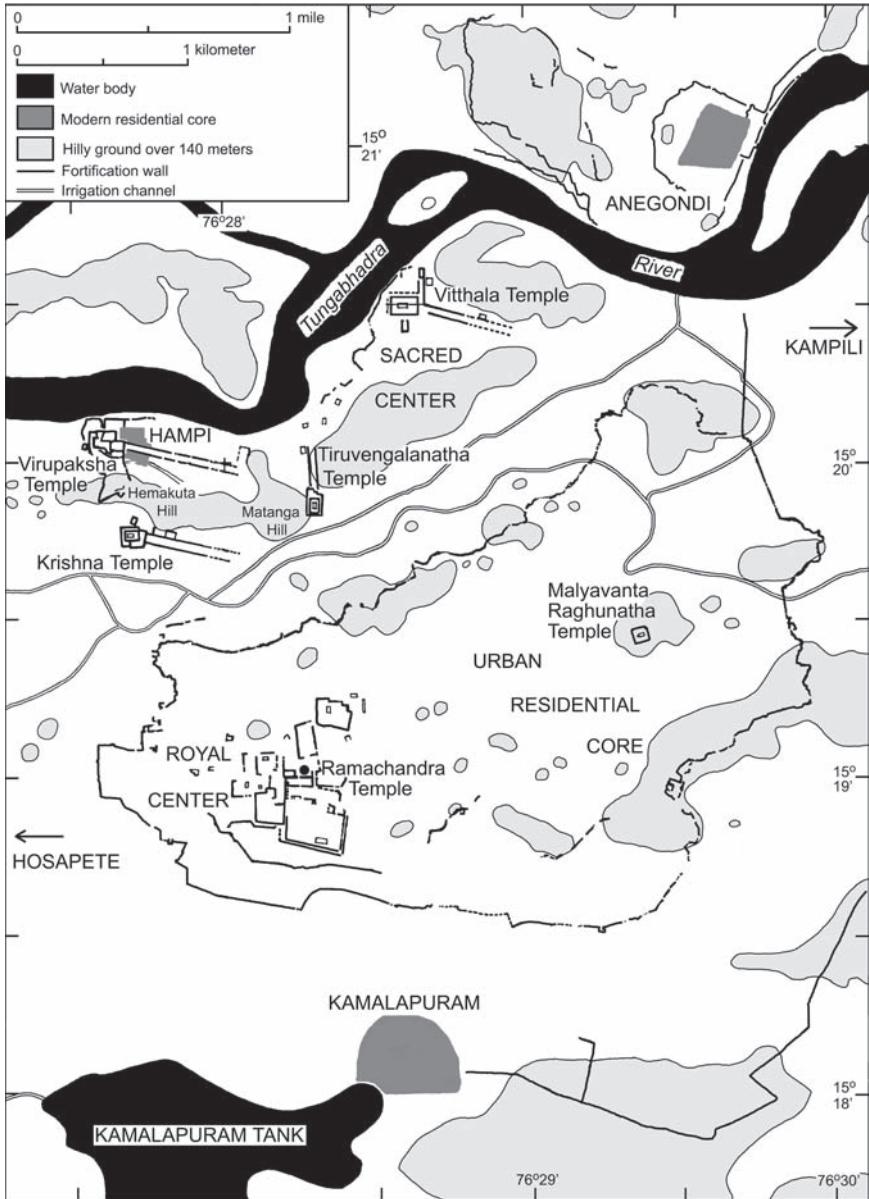 0 1 mile
0 1 kilometer
Water body
Modern residential core
Hilly ground over 140 meters
Fortification wall
Irrigation channel
15°
21'
ANEGONDI
76°28'
Tungabhadra
River
Vitthala Temple
KAMPILI
SACRED
CENTER
HAMPI
Virupaksha
Temple
Tiruvengalanatha
Temple
15°
20'
Hemakuta
Hill
Matanga
Hill
Krishna Temple
Malyavanta
Raghunatha
Temple
URBAN
RESIDENTIAL
CORE
ROYAL
CENTER
Ramachandra
Temple
15°
19'
HOSAPETE
KAMALAPURAM
15°
18'
KAMALAPURAM TANK
76°29'
76°30'